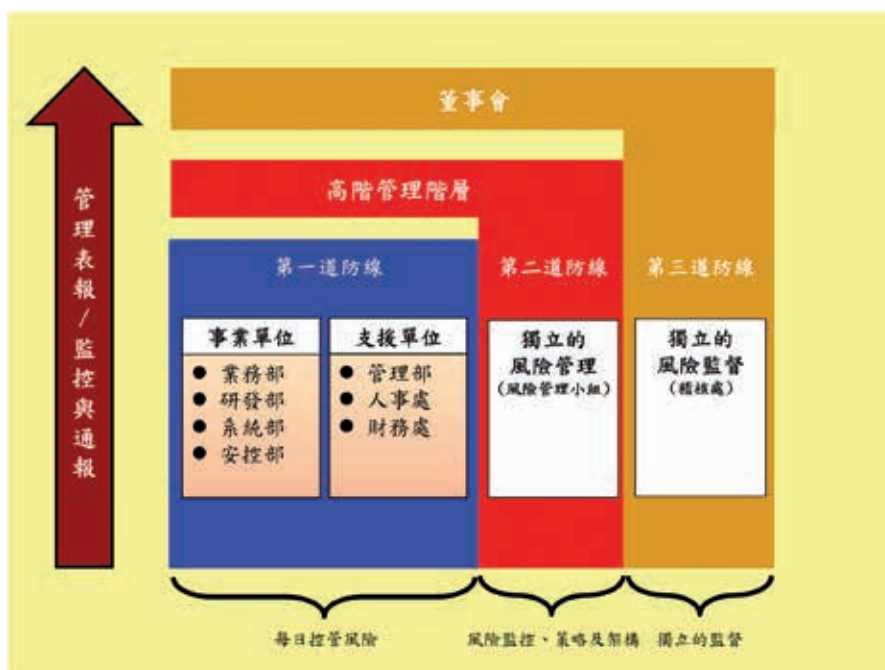 董事會
高階管理階層
管理表報/監控與通報
第一道防線
第二道防線
第三道防線
事業單位
● 業務部
● 研發部
● 系統部
● 安控部
支援單位
● 管理部
● 人事處
● 財務處
獨立的
風險管理
(風險管理小組)
獨立的
風險監督
(稽核處)
每日控管風險
風險監控、策略及架構
獨立的監督